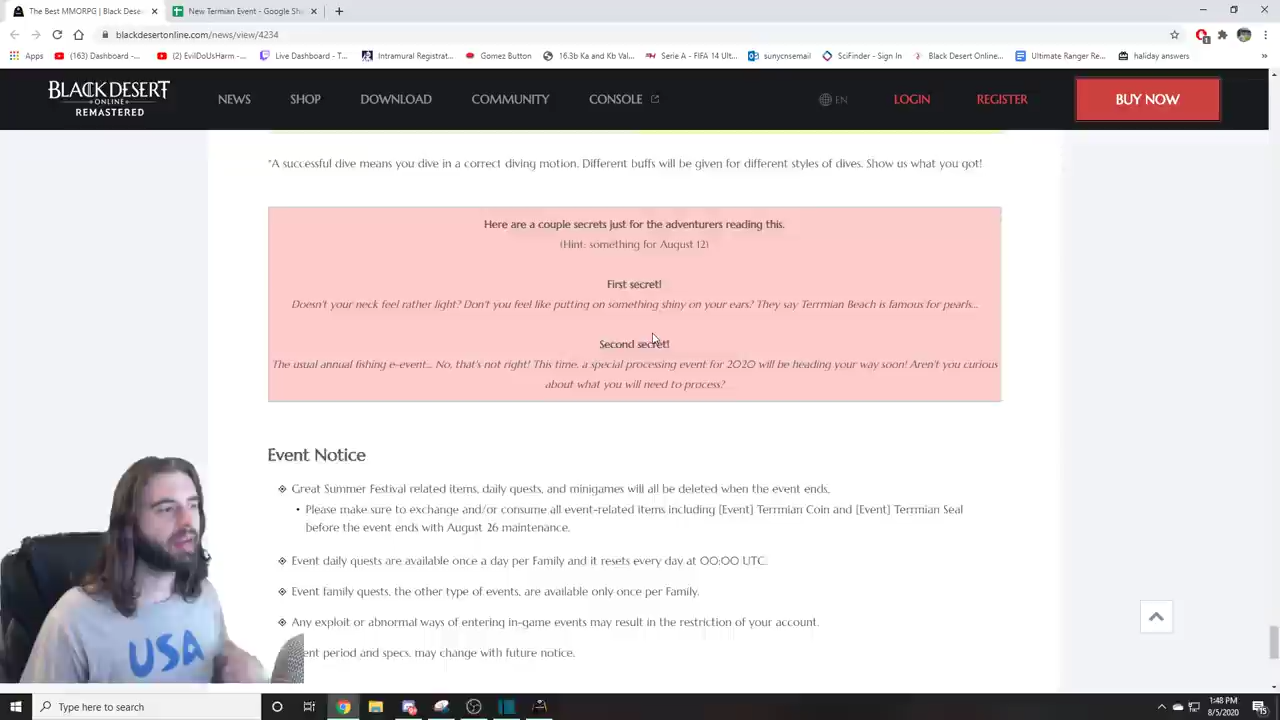 The Best MMORPG | Black Dese
New Termian Event - Google She
blackdesertonline.com/news/view/4234
Apps
(163) Dashboard -...
(2) EvilDoUsHarm -...
Live Dashboard - T...
Intramural Registrat...
Gomez Button
16.3b Ka and Kb Val...
Serie A - FIFA 14 Ult...
sunycnsemail
SciFinder - Sign In
Black Desert Online...
Ultimate Ranger Re...
haliday answers
BLACK DESERT
ONLINE
REMASTERED
NEWS
SHOP
DOWNLOAD
COMMUNITY
CONSOLE
EN
LOGIN
REGISTER
BUY NOW
*A successful dive means you dive in a correct diving motion. Different buffs will be given for different styles of dives. Show us what you got!
Here are a couple secrets just for the adventurers reading this.
(Hint: something for August 12)
First secret!
Doesn't your neck feel rather light? Don't you feel like putting on something shiny on your ears? They say Terrmian Beach is famous for pearls...
Second secret!
The usual annual fishing e-event... No, that's not right! This time, a special processing event for 2020 will be heading your way soon! Aren't you curious
about what you will need to process?
Event Notice
Great Summer Festival related items, daily quests, and minigames will all be deleted when the event ends.
• Please make sure to exchange and/or consume all event-related items including [Event] Terrmian Coin and [Event] Terrmian Seal
before the event ends with August 26 maintenance.
Event daily quests are available once a day per Family and it resets every day at 00:00 UTC.
Event family quests, the other type of events, are available only once per Family.
Any exploit or abnormal ways of entering in-game events may result in the restriction of your account.
ent period and specs. may change with future notice.
USA
Type here to search
1:48 PM
8/5/2020
15